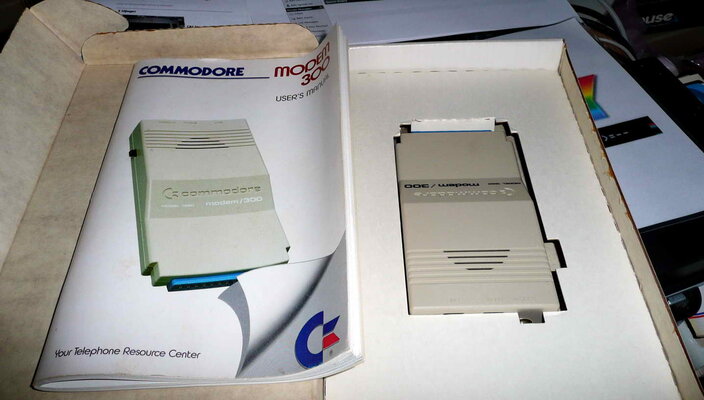 COMMODORE
MODEM
300
USER'S MANUAL
commodore
modem/300
Your Telephone Resource Center
commodore
modem/300